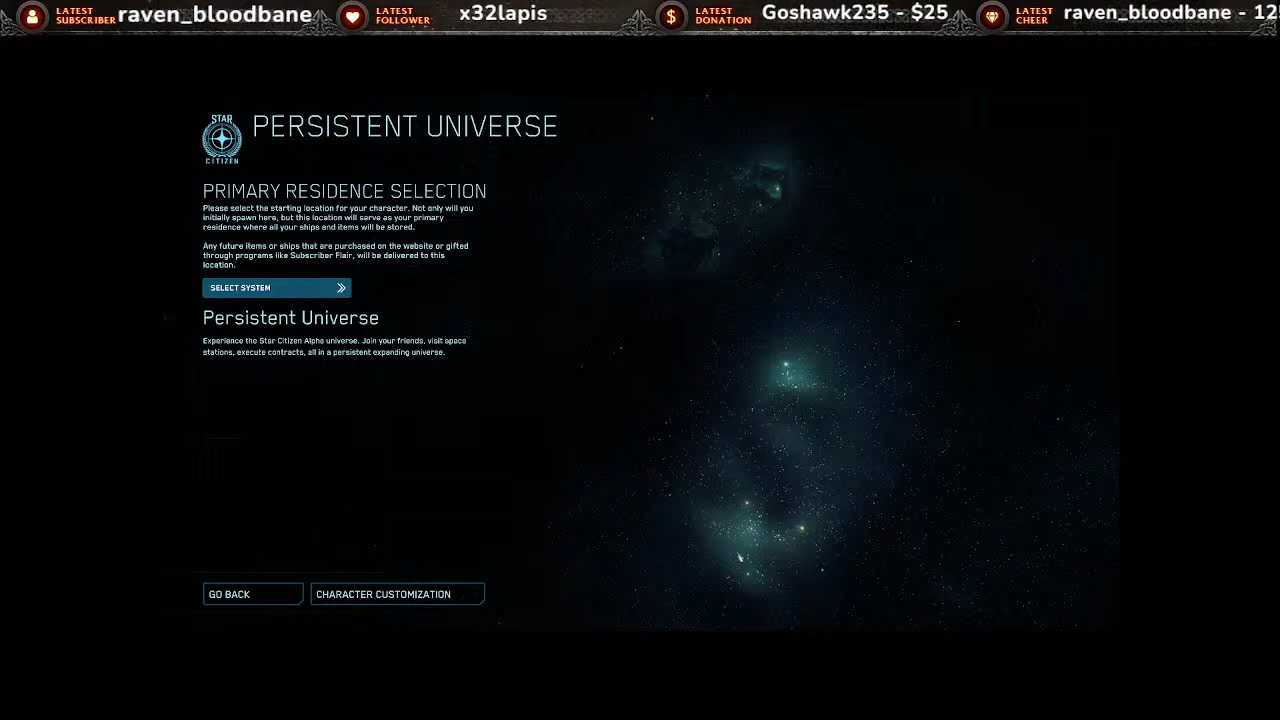 LATEST SUBSCRIBER raven_bloodbane
LATEST FOLLOWER x32lapis
LATEST DONATION Goshawk235 - $25
LATEST CHEER raven_bloodbane - 12
STAR CITIZEN
PERSISTENT UNIVERSE
PRIMARY RESIDENCE SELECTION
Please select the starting location for your character. Not only will you
initially spawn here, but this location will serve as your primary
residence where all your ships and items will be stored.
Any future items or ships that are purchased on the website or gifted
through programs like Subscriber Flair, will be delivered to this
location.
SELECT SYSTEM
Persistent Universe
Experience the Star Citizen Alpha universe. Join your friends, visit space
stations, execute contracts, all in a persistent expanding universe.
GO BACK
CHARACTER CUSTOMIZATION